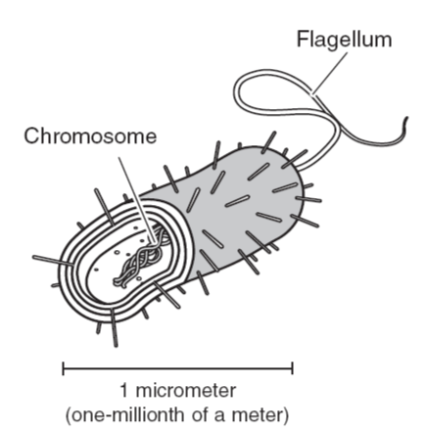 Flagellum
Chromosome
1 micrometer
(one-millionth of a meter)